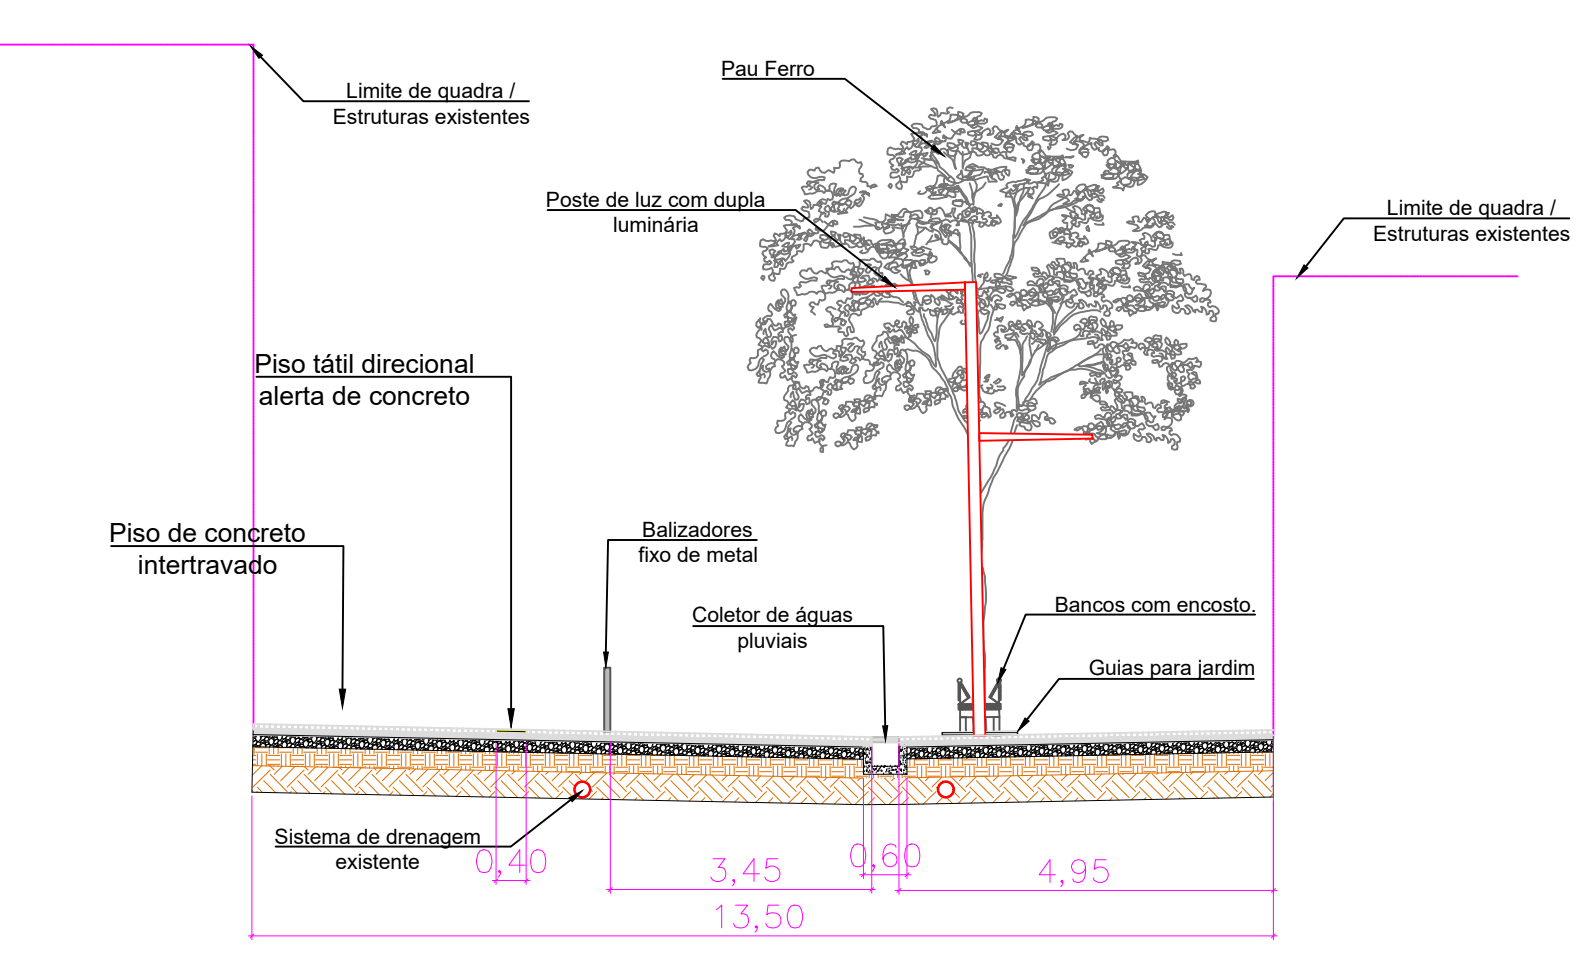 Pau Ferro
Limite de quadra /
Estruturas existentes
Poste de luz com dupla
luminária
Limite de quadra /
Estruturas existentes
Piso tátil direcional
alerta de concreto
Piso de concreto
intertravado
Balizadores
fixo de metal
Coletor de águas
pluviais
Bancos com encosto.
Guias para jardim
Sistema de drenagem
existente
0,40
3,45
0,60
4,95
13,50